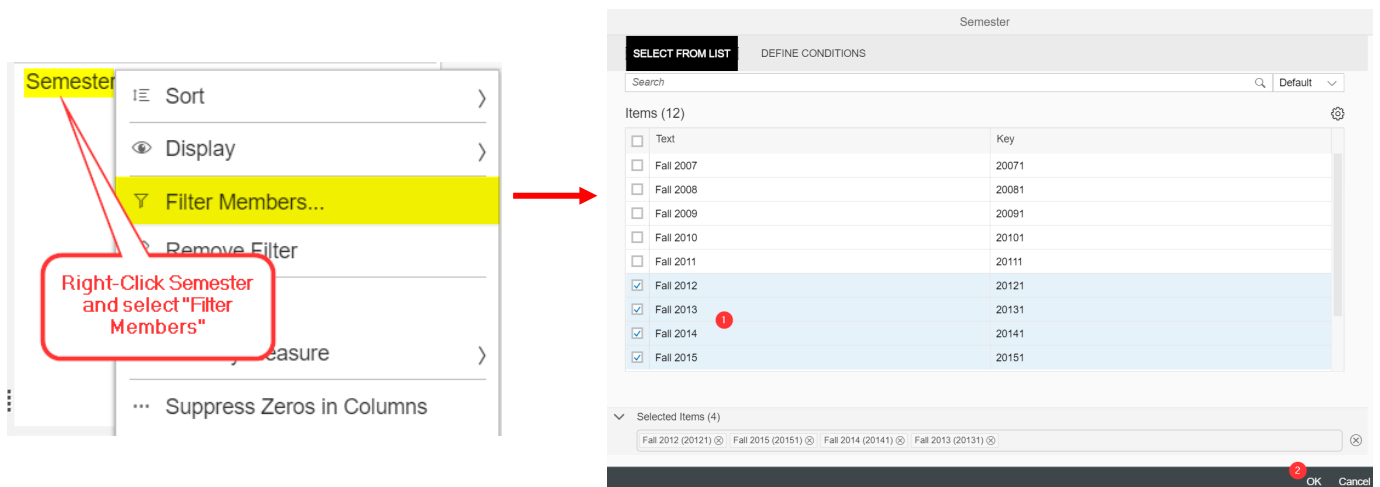 Semester
Sort
Display
Filter Members...
Remove Filter
Right-Click Semester
and select "Filter
Members"
easure
Suppress Zeros in Columns
Semester
SELECT FROM LIST DEFINE CONDITIONS
Search Default
Items (12)
Text Key
Fall 2007 20071
Fall 2008 20081
Fall 2009 20091
Fall 2010 20101
Fall 2011 20111
Fall 2012 20121
Fall 2013 20131
1
Fall 2014 20141
Fall 2015 20151
Selected Items (4)
Fall 2012 (20121) Fall 2015 (20151) Fall 2014 (20141) Fall 2013 (20131)
2
OK Cancel